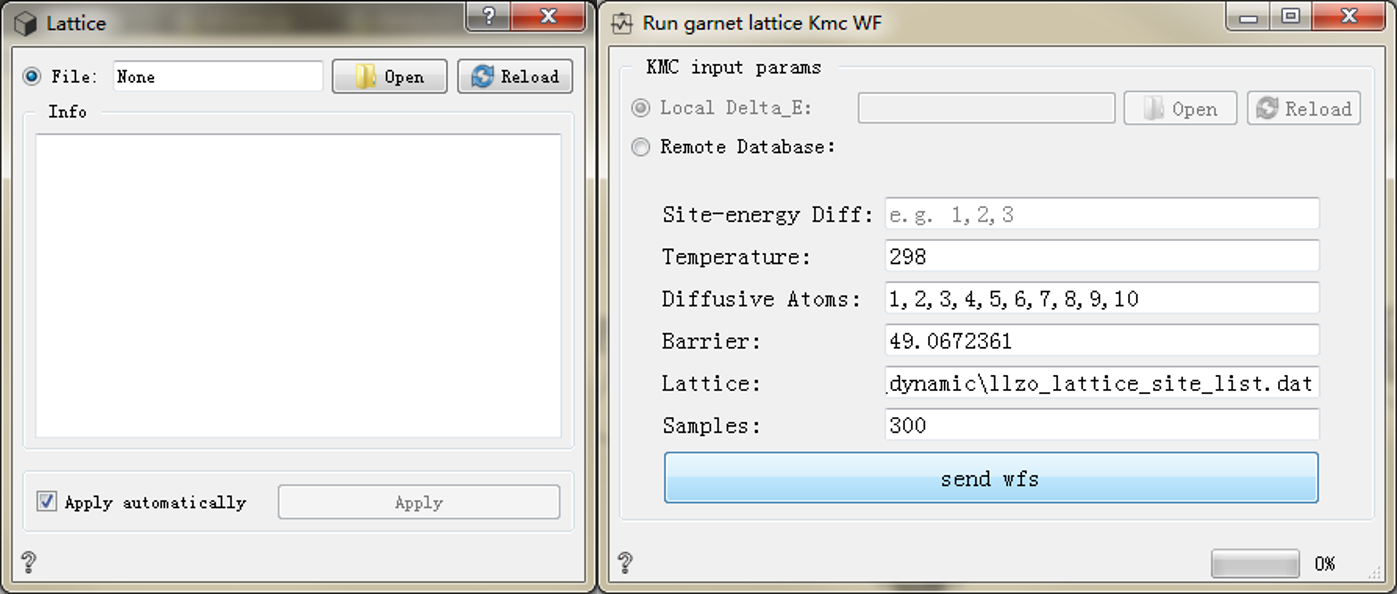 Lattice
File: None Open Reload
Info
Apply automatically Apply
Run garnet lattice Kmc WF
KMC input params
Local Delta_E: Open Reload
Remote Database:
Site-energy Diff: e.g. 1,2,3
Temperature: 298
Diffusive Atoms: 1,2,3,4,5,6,7,8,9,10
Barrier: 49.0672361
Lattice: _dynamic\llzo_lattice_site_list.dat
Samples: 300
send wfs
0%